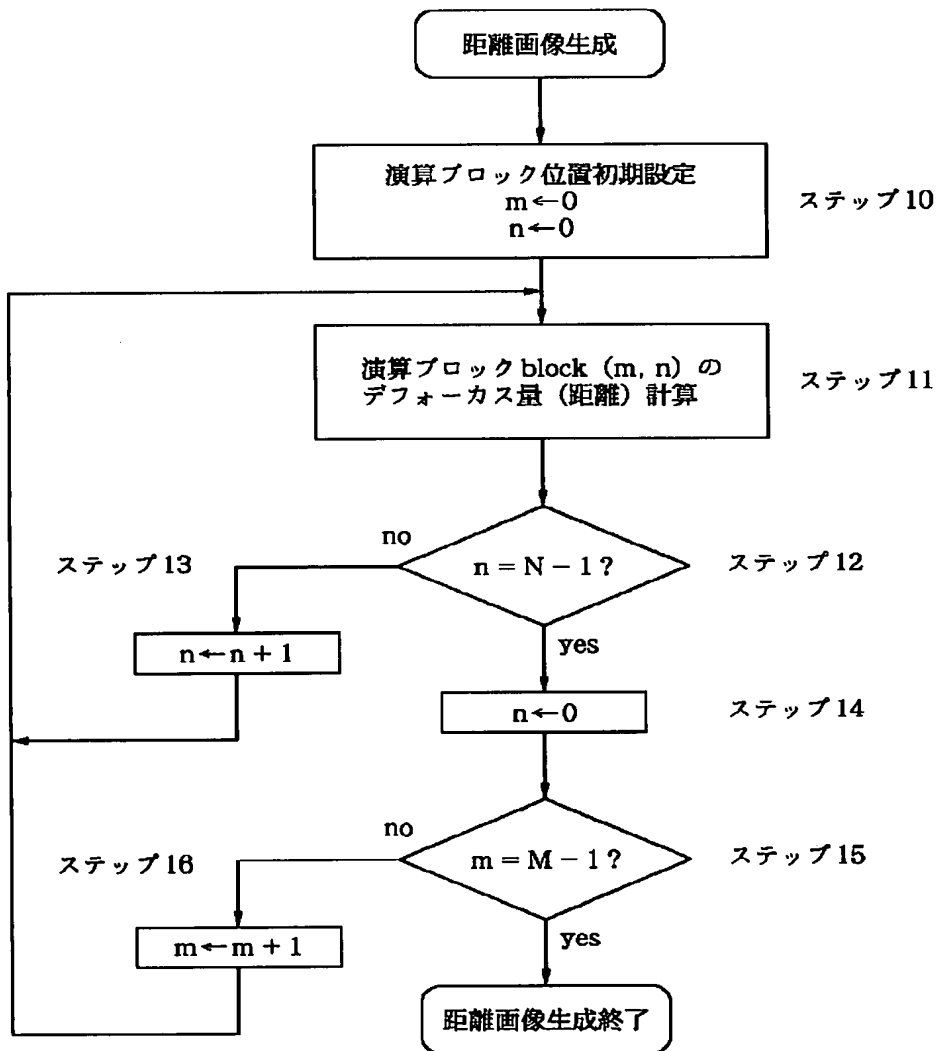 距離画像生成
演算ブロック位置初期設定
m←0
n←0
ステップ10
演算ブロックblock（m, n）の
デフォーカス量（距離）計算
ステップ11
no
ステップ13
n = N − 1？
ステップ12
yes
n←n + 1
n←0
ステップ14
no
ステップ16
m = M − 1？
ステップ15
yes
m←m + 1
距離画像生成終了